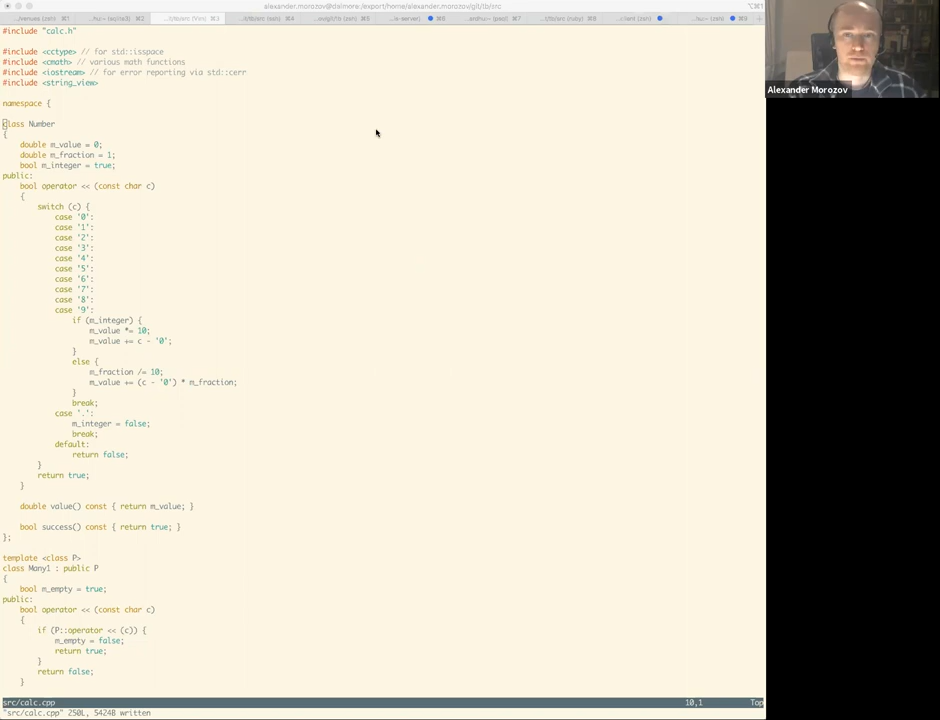 alexander.morozov@dalmore:/export/home/alexander.morozov/git/tb/src
⌥⌘1
Alexander Morozov
#include "calc.h"
#include <cctype> // for std::isspace
#include <cmath> // various math functions
#include <iostream> // for error reporting via std::cerr
#include <string_view>
namespace {
class Number
{
double m_value = 0;
double m_fraction = 1;
bool m_integer = true;
public:
bool operator << (const char c)
{
switch (c) {
case '0':
case '1':
case '2':
case '3':
case '4':
case '5':
case '6':
case '7':
case '8':
case '9':
if (m_integer) {
m_value *= 10;
m_value += c - '0';
}
else {
m_fraction /= 10;
m_value += (c - '0') * m_fraction;
}
break;
case '.':
m_integer = false;
break;
default:
return false;
}
return true;
}
double value() const { return m_value; }
bool success() const { return true; }
};
template <class P>
class Many1 : public P
{
bool m_empty = true;
public:
bool operator << (const char c)
{
if (P::operator << (c)) {
m_empty = false;
return true;
}
return false;
}
src/calc.cpp 10,1 Top
"src/calc.cpp" 250L, 5424B written